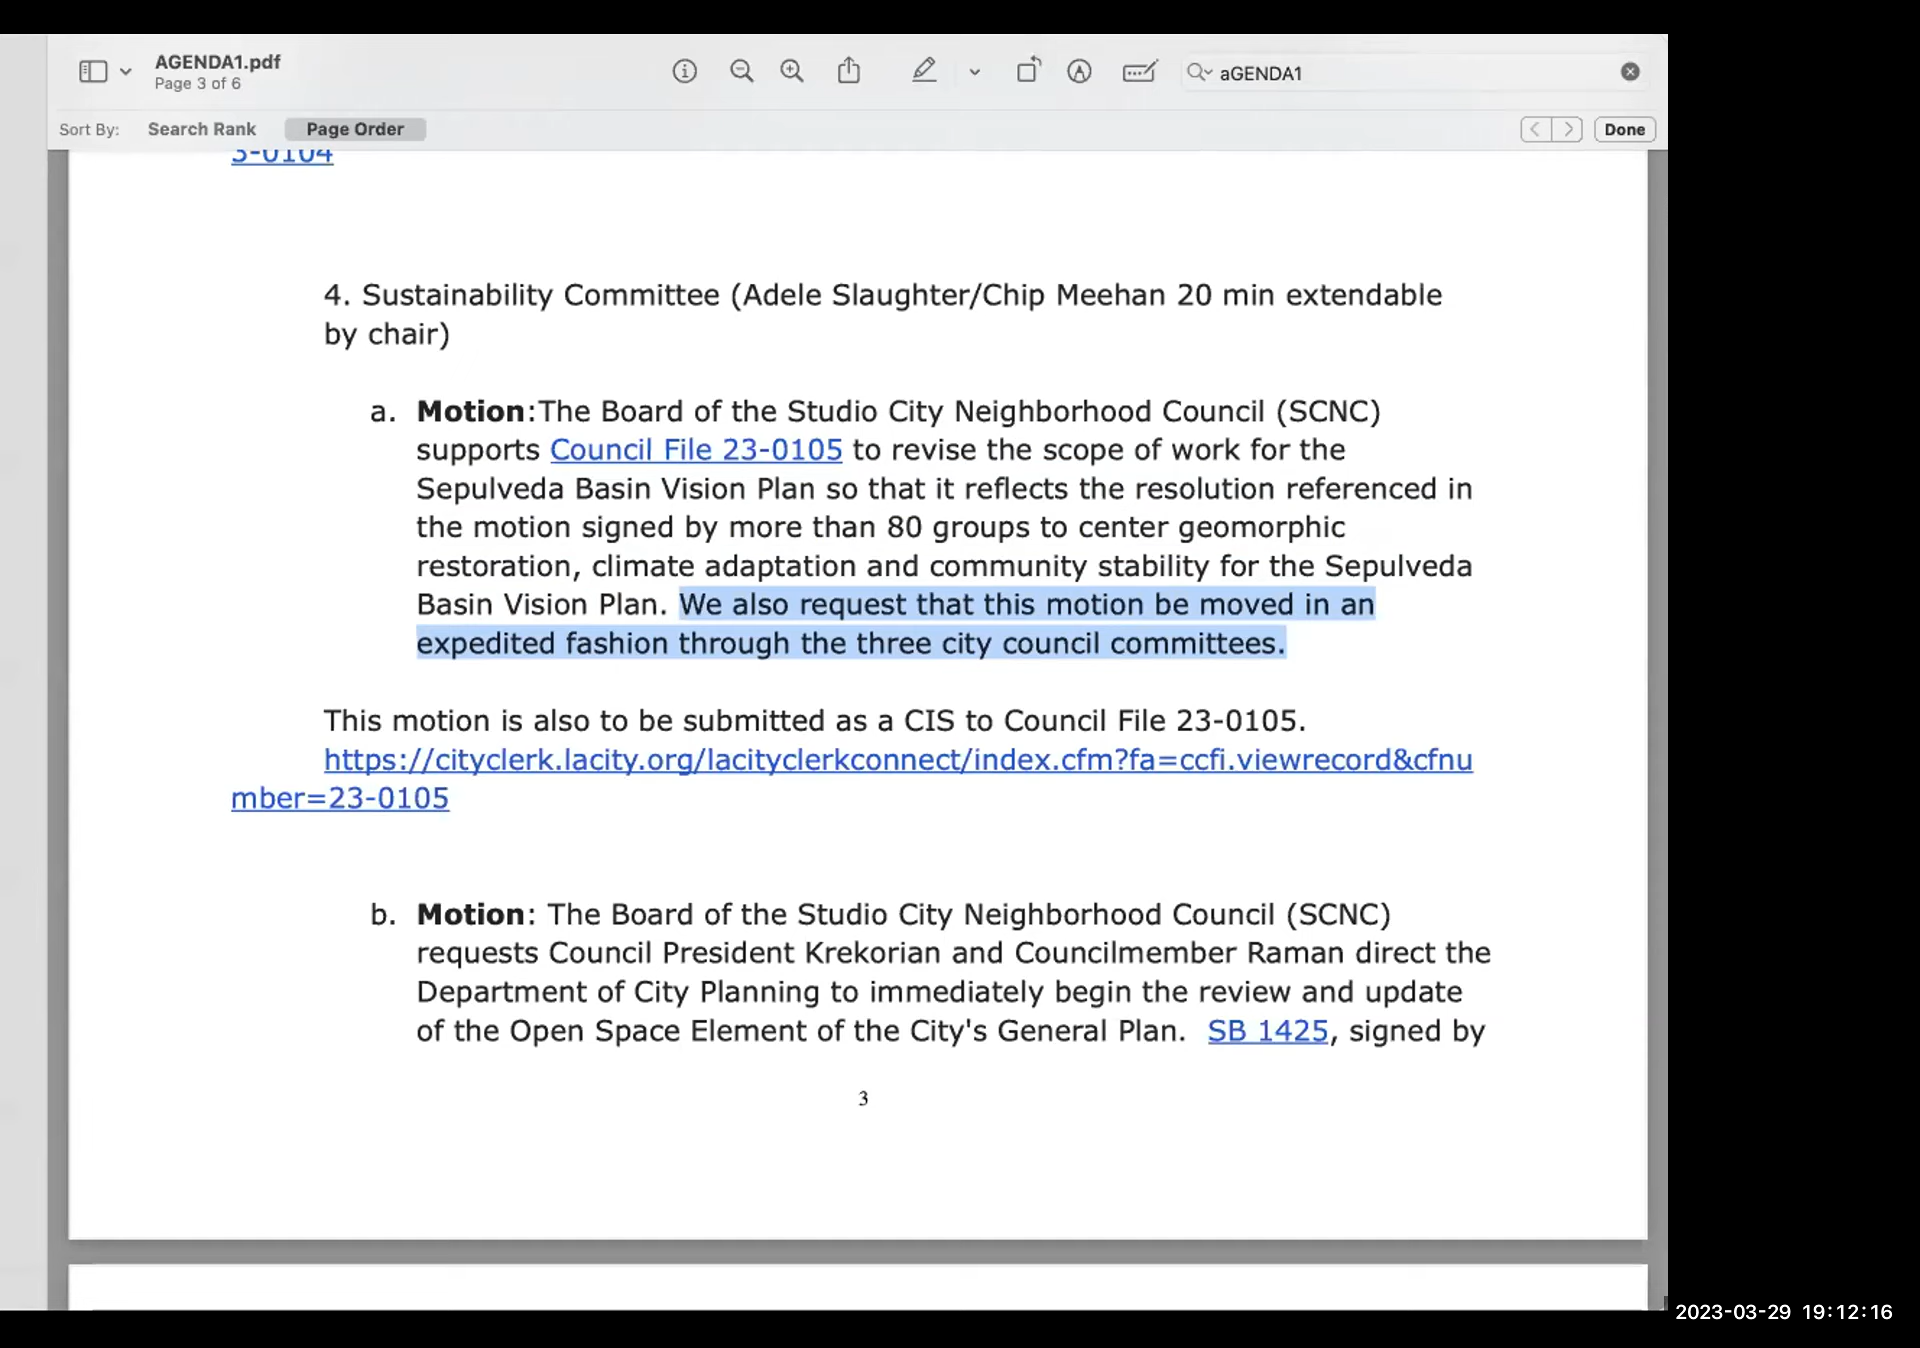 AGENDA1.pdf
Page 3 of 6
aGENDA1
Sort By: Search Rank Page Order Done
3-0104
4. Sustainability Committee (Adele Slaughter/Chip Meehan 20 min extendable
by chair)
a. Motion:The Board of the Studio City Neighborhood Council (SCNC)
supports Council File 23-0105 to revise the scope of work for the
Sepulveda Basin Vision Plan so that it reflects the resolution referenced in
the motion signed by more than 80 groups to center geomorphic
restoration, climate adaptation and community stability for the Sepulveda
Basin Vision Plan. We also request that this motion be moved in an
expedited fashion through the three city council committees.
This motion is also to be submitted as a CIS to Council File 23-0105.
https://cityclerk.lacity.org/lacityclerkconnect/index.cfm?fa=ccfi.viewrecord&cfnu
mber=23-0105
b. Motion: The Board of the Studio City Neighborhood Council (SCNC)
requests Council President Krekorian and Councilmember Raman direct the
Department of City Planning to immediately begin the review and update
of the Open Space Element of the City's General Plan. SB 1425, signed by
3
2023-03-29 19:12:16